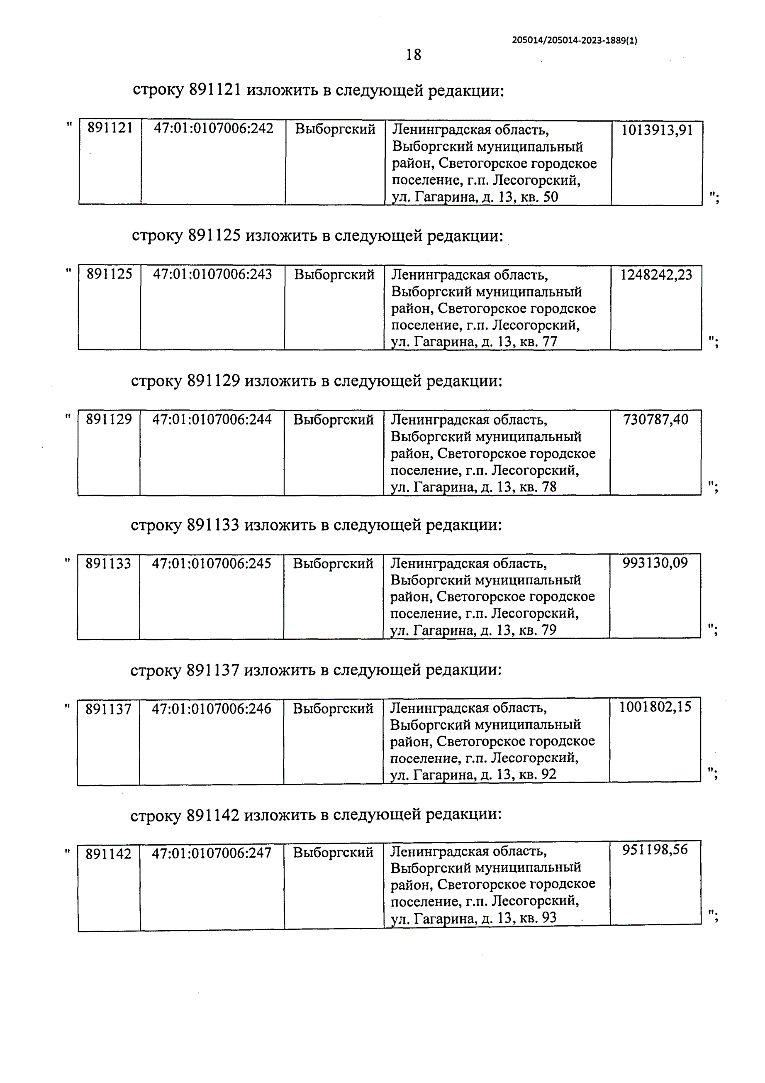 205014/205014-2023-1889(1)
18
строку 891121 изложить в следующей редакции:
" 891121 47:01:0107006:242 Выборгский Ленинградская область, 1013913,91
Выборгский муниципальный
район, Светогорское городское
поселение, г.п. Лесогорский,
ул. Гагарина, д. 13, кв. 50 ";
строку 891125 изложить в следующей редакции:
" 891125 47:01:0107006:243 Выборгский Ленинградская область, 1248242,23
Выборгский муниципальный
район, Светогорское городское
поселение, г.п. Лесогорский,
ул. Гагарина, д. 13, кв. 77 ";
строку 891129 изложить в следующей редакции:
" 891129 47:01:0107006:244 Выборгский Ленинградская область, 730787,40
Выборгский муниципальный
район, Светогорское городское
поселение, г.п. Лесогорский,
ул. Гагарина, д. 13, кв. 78 ";
строку 891133 изложить в следующей редакции:
" 891133 47:01:0107006:245 Выборгский Ленинградская область, 993130,09
Выборгский муниципальный
район, Светогорское городское
поселение, г.п. Лесогорский,
ул. Гагарина, д. 13, кв. 79 ";
строку 891137 изложить в следующей редакции:
" 891137 47:01:0107006:246 Выборгский Ленинградская область, 1001802,15
Выборгский муниципальный
район, Светогорское городское
поселение, г.п. Лесогорский,
ул. Гагарина, д. 13, кв. 92 ";
строку 891142 изложить в следующей редакции:
" 891142 47:01:0107006:247 Выборгский Ленинградская область, 951198,56
Выборгский муниципальный
район, Светогорское городское
поселение, г.п. Лесогорский,
ул. Гагарина, д. 13, кв. 93 ";